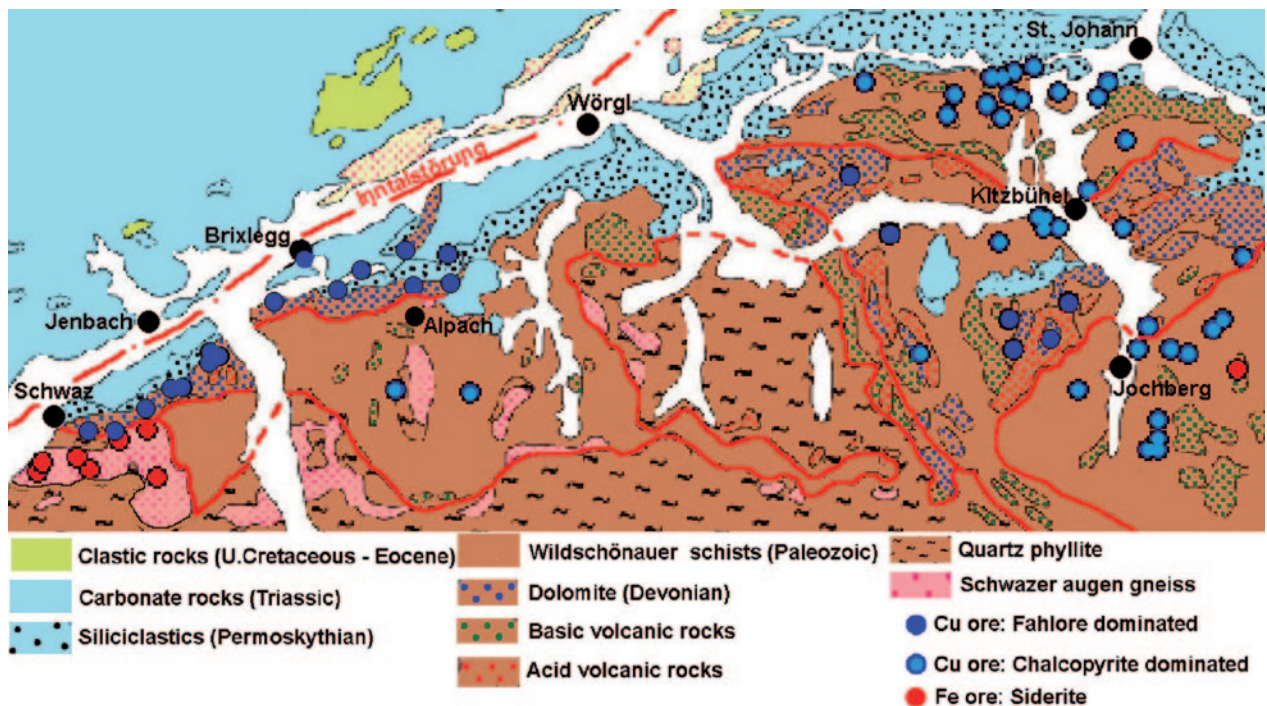 St. Johann
Wörgl
Inntalstörung
Kitzbühel
Brixlegg
Jenbach
Alpach
Schwaz
Jochberg
Clastic rocks (U.Cretaceous - Eocene)
Carbonate rocks (Triassic)
Siliciclastics (Permoskythian)
Wildschönauer schists (Paleozoic)
Dolomite (Devonian)
Basic volcanic rocks
Acid volcanic rocks
Quartz phyllite
Schwazer augen gneiss
Cu ore: Fahlore dominated
Cu ore: Chalcopyrite dominated
Fe ore: Siderite